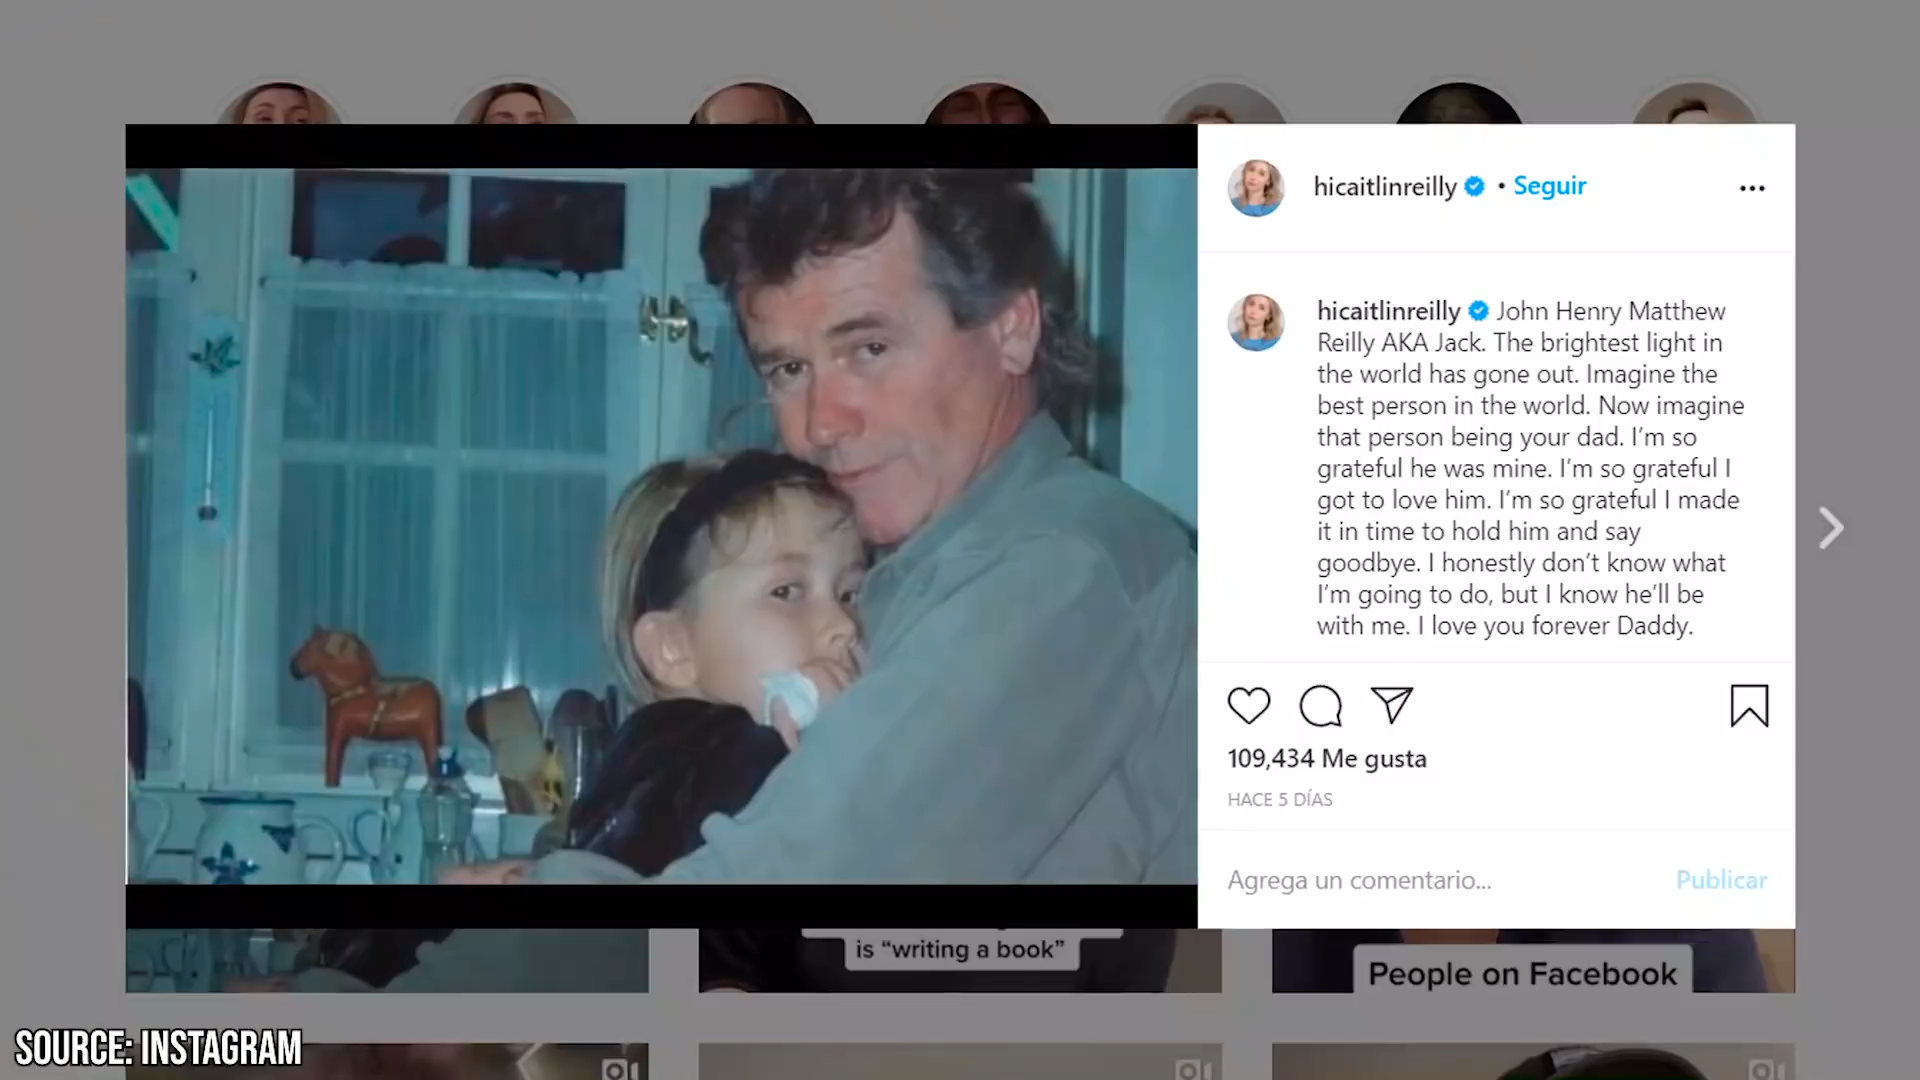 hicaitlinreilly • Seguir
hicaitlinreilly John Henry Matthew
Reilly AKA Jack. The brightest light in
the world has gone out. Imagine the
best person in the world. Now imagine
that person being your dad. I'm so
grateful he was mine. I'm so grateful I
got to love him. I'm so grateful I made
it in time to hold him and say
goodbye. I honestly don't know what
I'm going to do, but I know he'll be
with me. I love you forever Daddy.
109,434 Me gusta
HACE 5 DÍAS
Agrega un comentario... Publicar
is “writing a book”
People on Facebook
SOURCE: INSTAGRAM